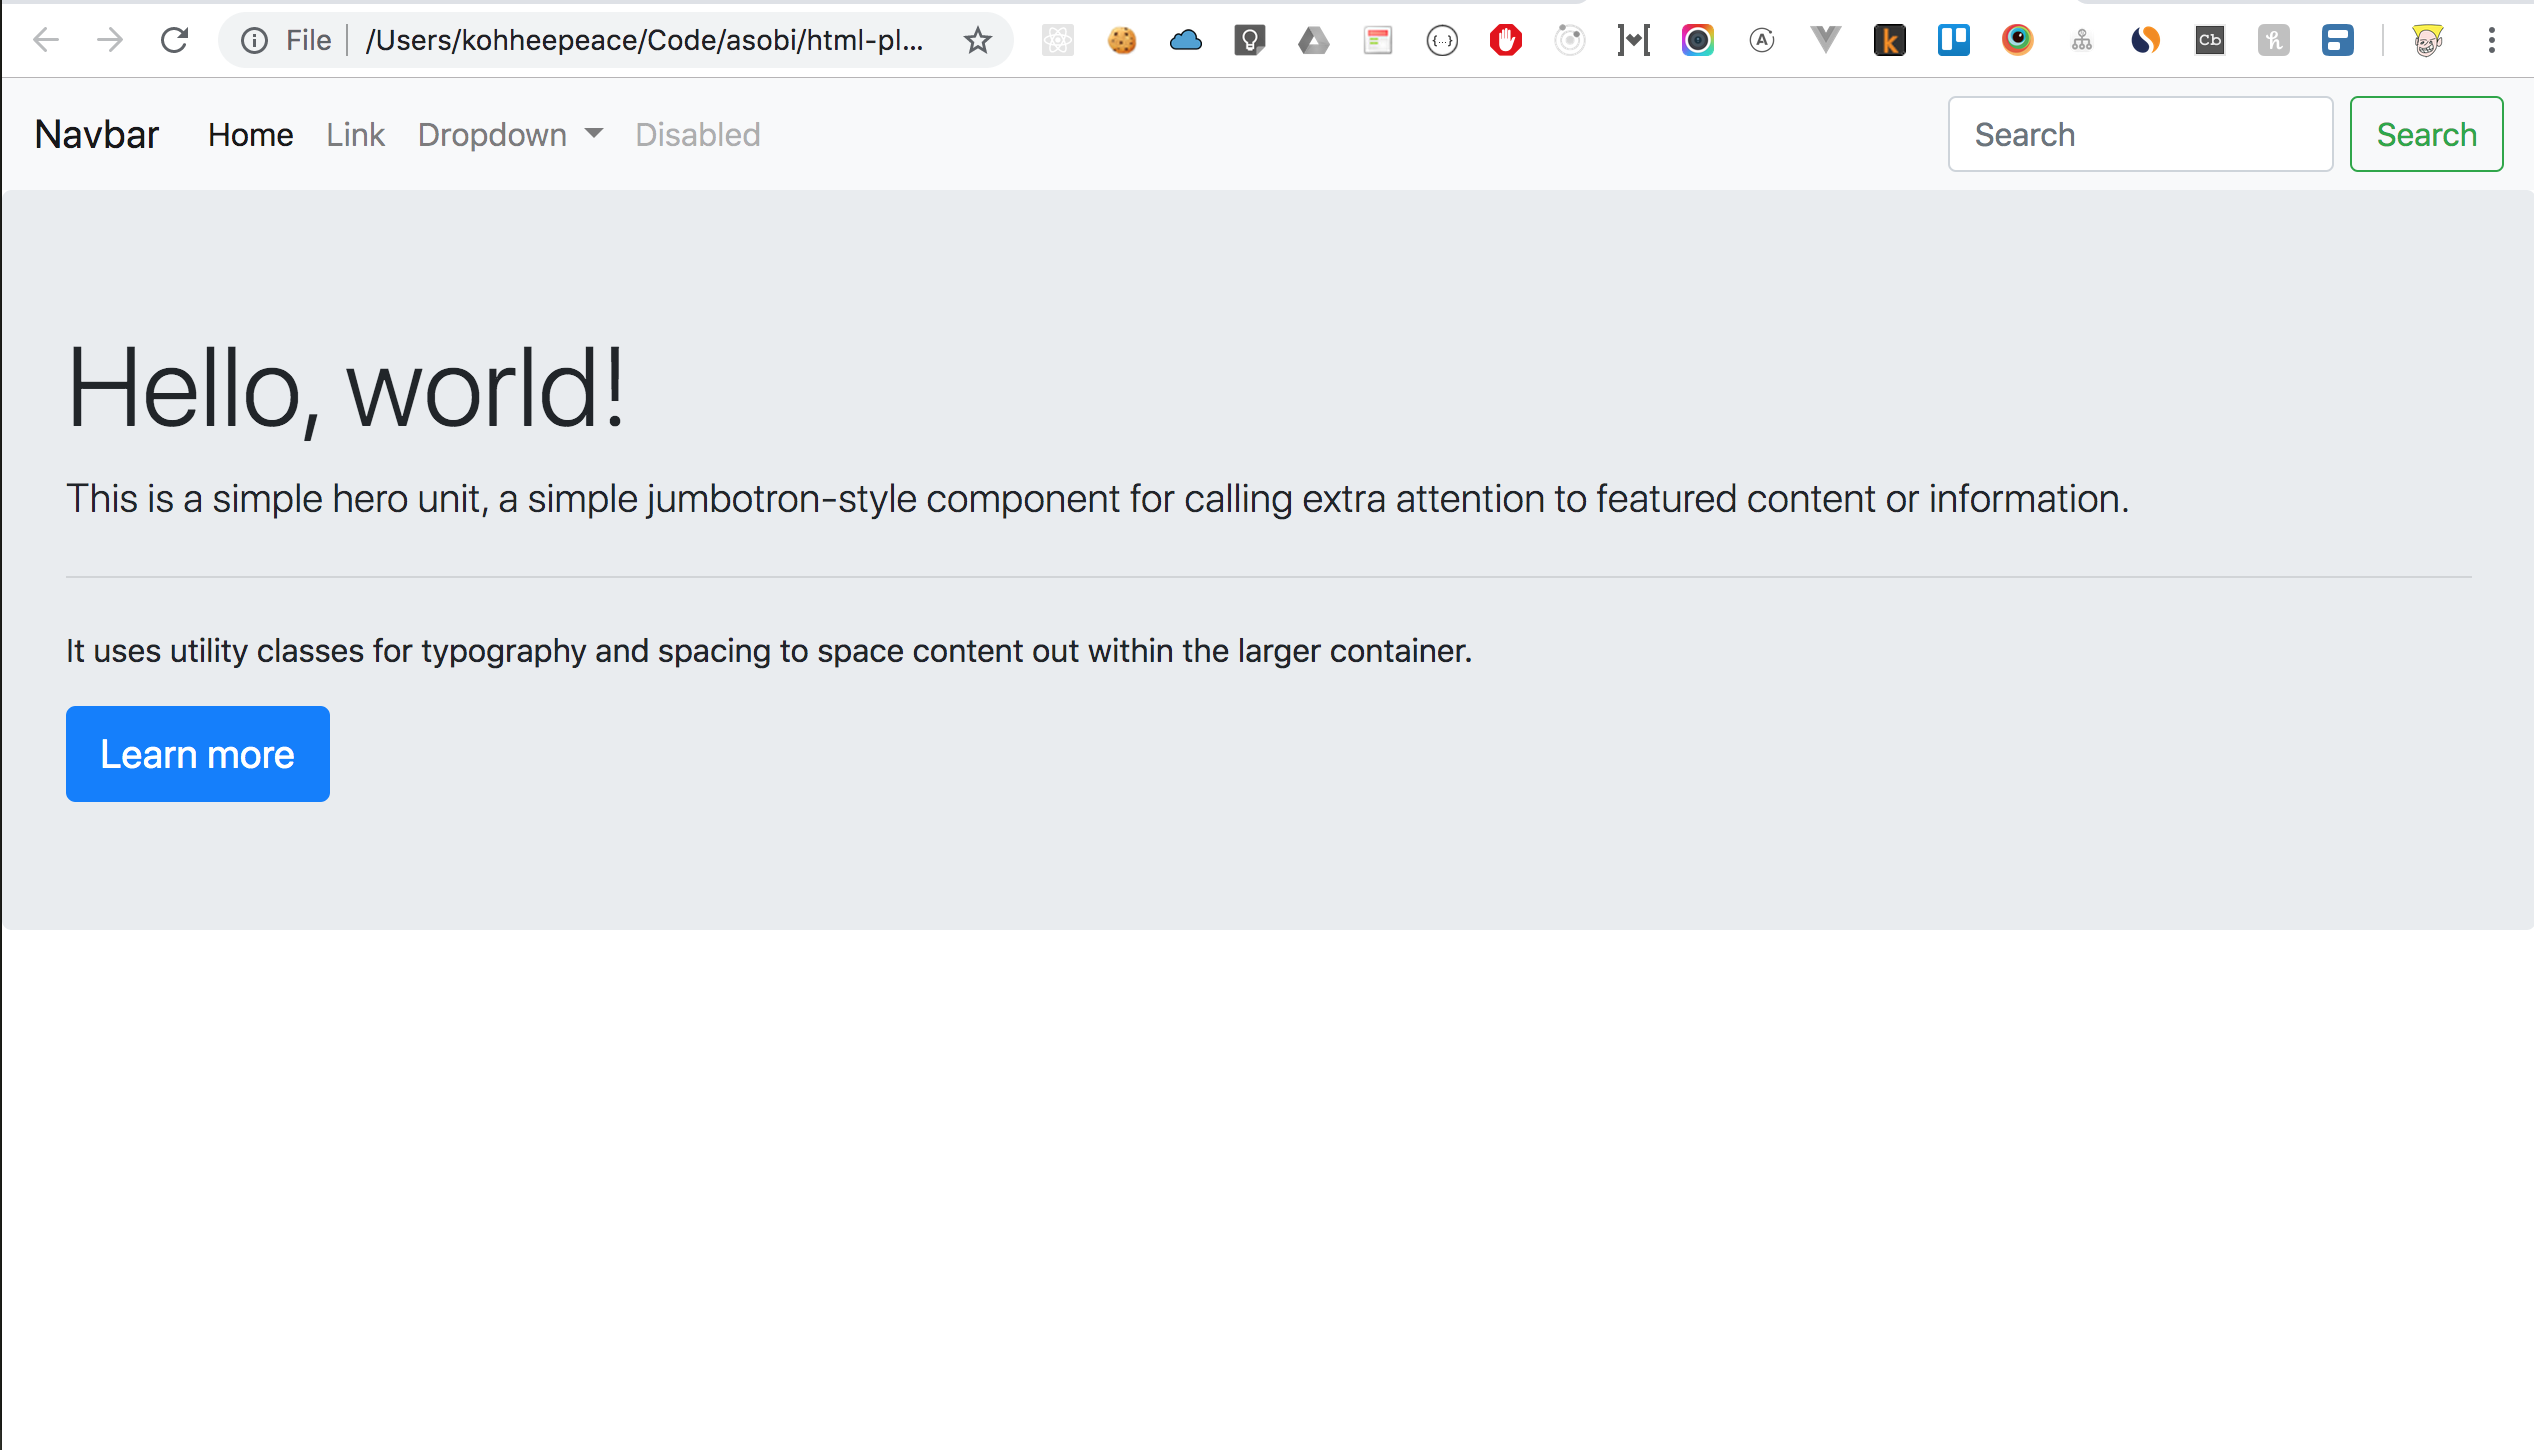 File /Users/kohheepeace/Code/asobi/html-pl...
{...} A k Cb h
Navbar Home Link Dropdown Disabled Search Search
Hello, world!
This is a simple hero unit, a simple jumbotron-style component for calling extra attention to featured content or information.
It uses utility classes for typography and spacing to space content out within the larger container.
Learn more